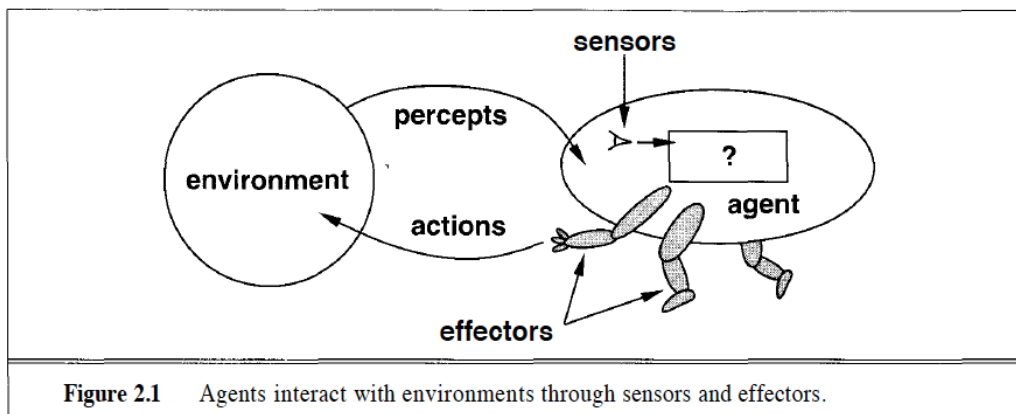 sensors
percepts
?
environment
agent
actions
effectors
Figure 2.1 Agents interact with environments through sensors and effectors.